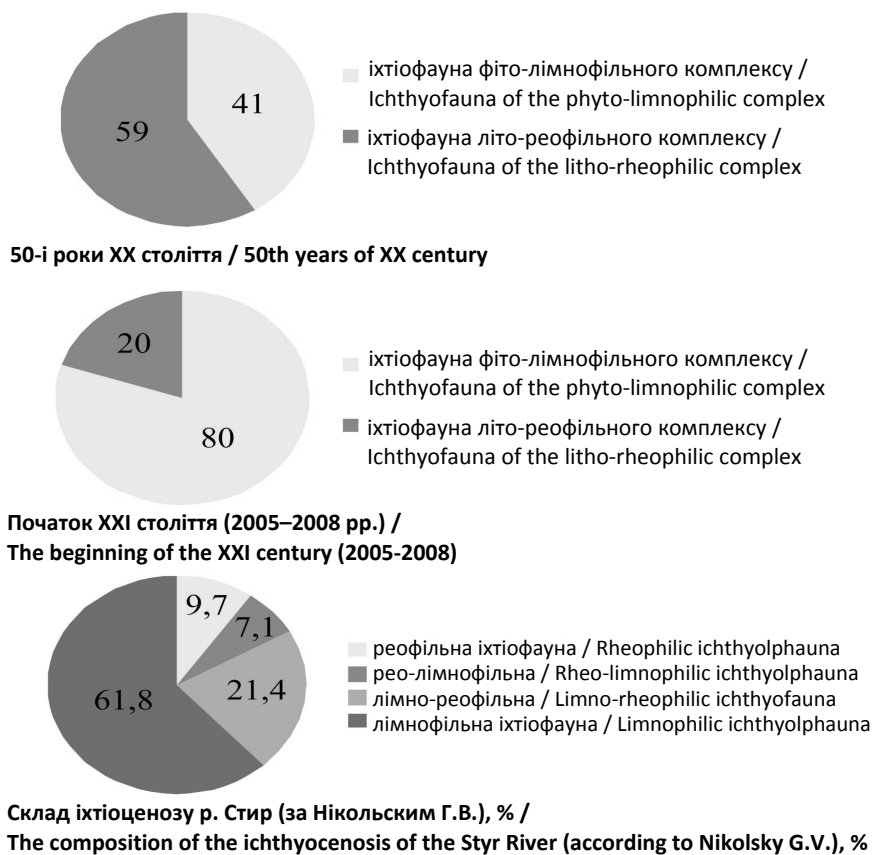 59
41
іхтіофауна фіто-лімнофільного комплексу /
Ichthyofauna of the phyto-limnophilic complex
іхтіофауна літо-реофільного комплексу /
Ichthyofauna of the litho-rheophilic complex
50-і роки ХХ століття / 50th years of XX century
20
80
іхтіофауна фіто-лімнофільного комплексу /
Ichthyofauna of the phyto-limnophilic complex
іхтіофауна літо-реофільного комплексу /
Ichthyofauna of the litho-rheophilic complex
Початок ХХІ століття (2005–2008 рр.) /
The beginning of the XXI century (2005-2008)
9,7
7,1
61,8
21,4
реофільна іхтіофауна / Rheophilic ichthyolphauna
рео-лімнофільна / Rheo-limnophilic ichthyolphauna
лімно-реофільна / Limno-rheophilic ichthyofauna
лімнофільна іхтіофауна / Limnophilic ichthyolphauna
Склад іхтіоценозу р. Стир (за Нікольским Г.В.), % /
The composition of the ichthyocenosis of the Styr River (according to Nikolsky G.V.), %